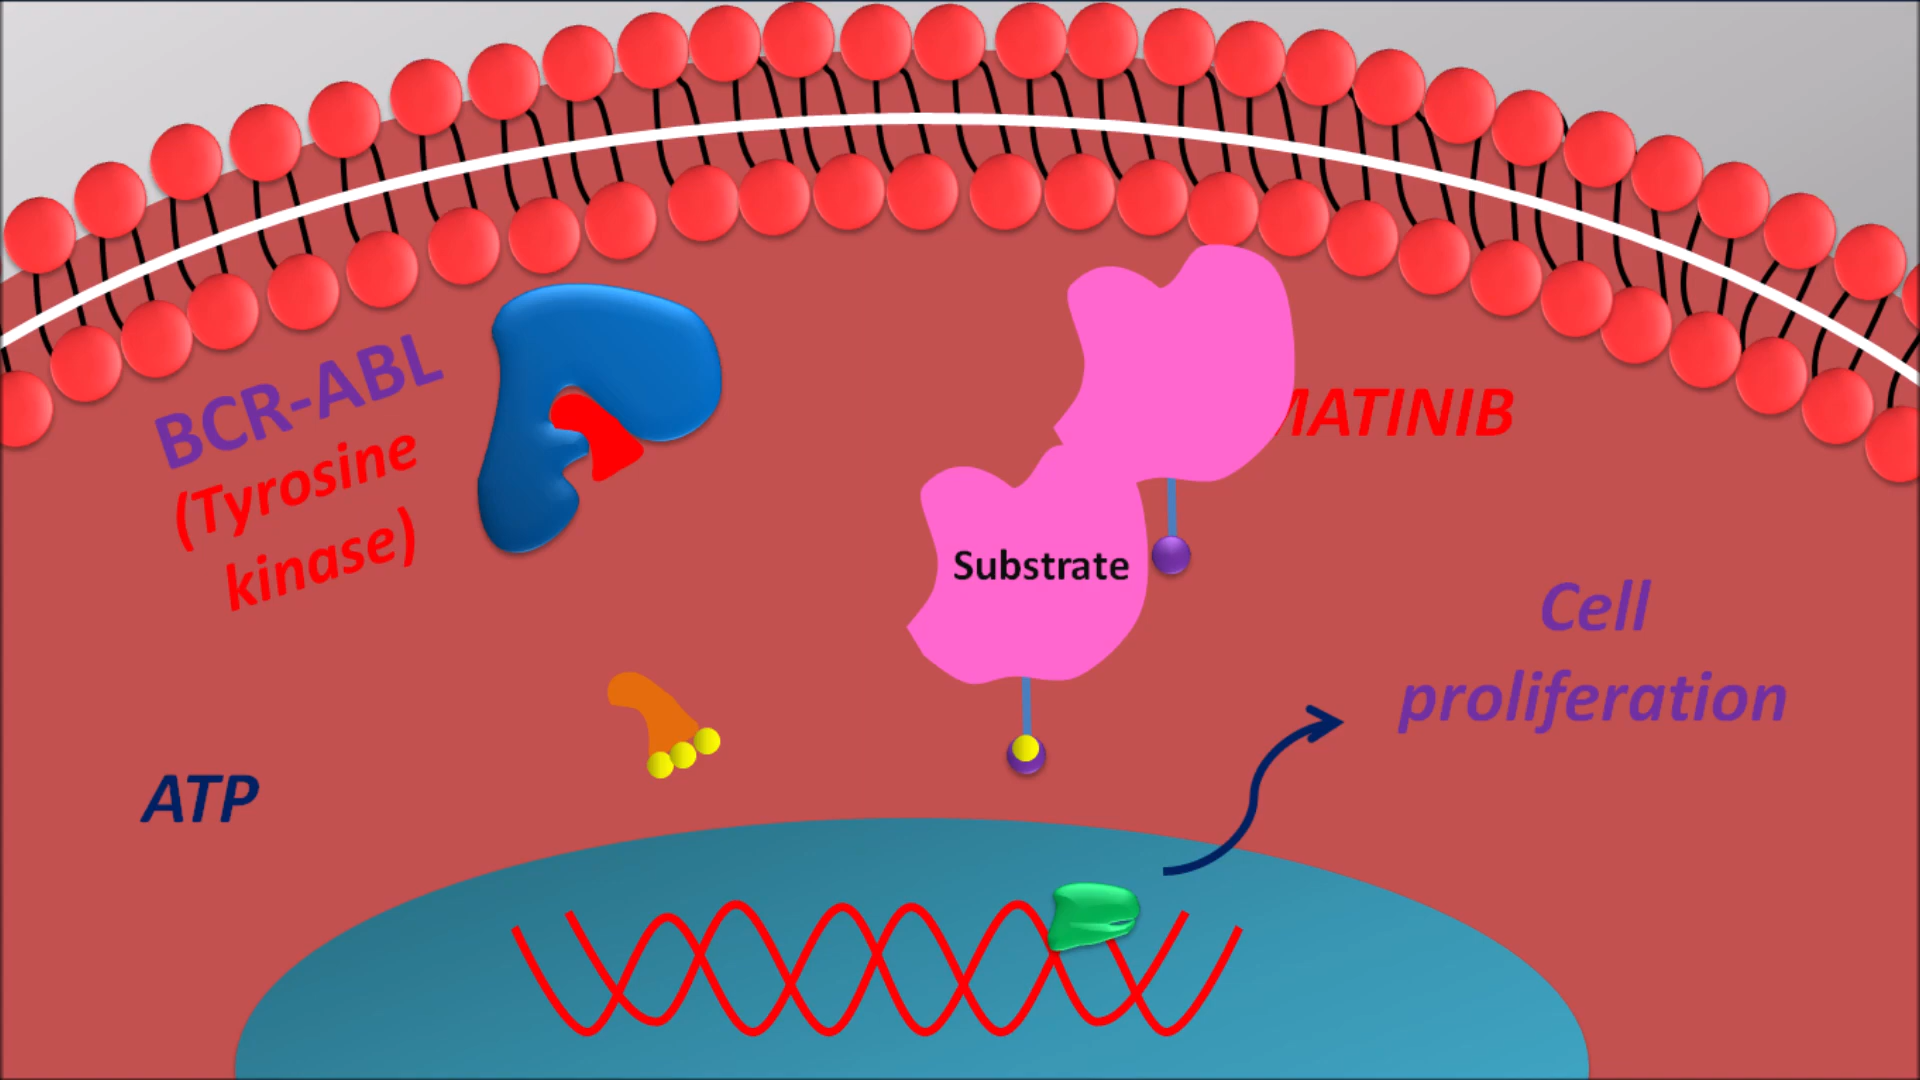 BCR-ABL
(Tyrosine
kinase)
MATINIB
Substrate
Cell
proliferation
ATP